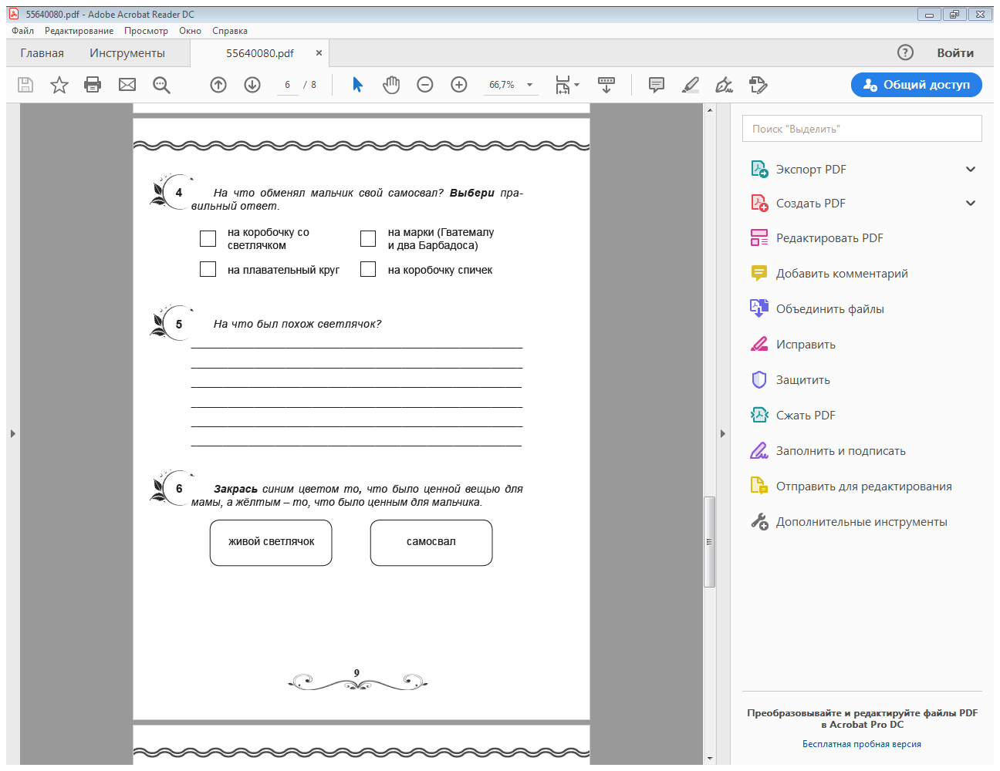 55640080.pdf - Adobe Acrobat Reader DC
Файл Редактирование Просмотр Окно Справка
Главная Инструменты 55640080.pdf × Войти
6 / 8 66,7% Общий доступ
4 На что обменял мальчик свой самосвал? Выбери пра-
вильный ответ.
на коробочку со
светлячком
на марки (Гватемалу
и два Барбадоса)
на плавательный круг
на коробочку спичек
5 На что был похож светлячок?
6 Закрась синим цветом то, что было ценной вещью для
мамы, а жёлтым – то, что было ценным для мальчика.
живой светлячок
самосвал
9
Поиск "Выделить"
Экспорт PDF
Создать PDF
Редактировать PDF
Добавить комментарий
Объединить файлы
Исправить
Защитить
Сжать PDF
Заполнить и подписать
Отправить для редактирования
Дополнительные инструменты
Преобразовывайте и редактируйте файлы PDF
в Acrobat Pro DC
Бесплатная пробная версия